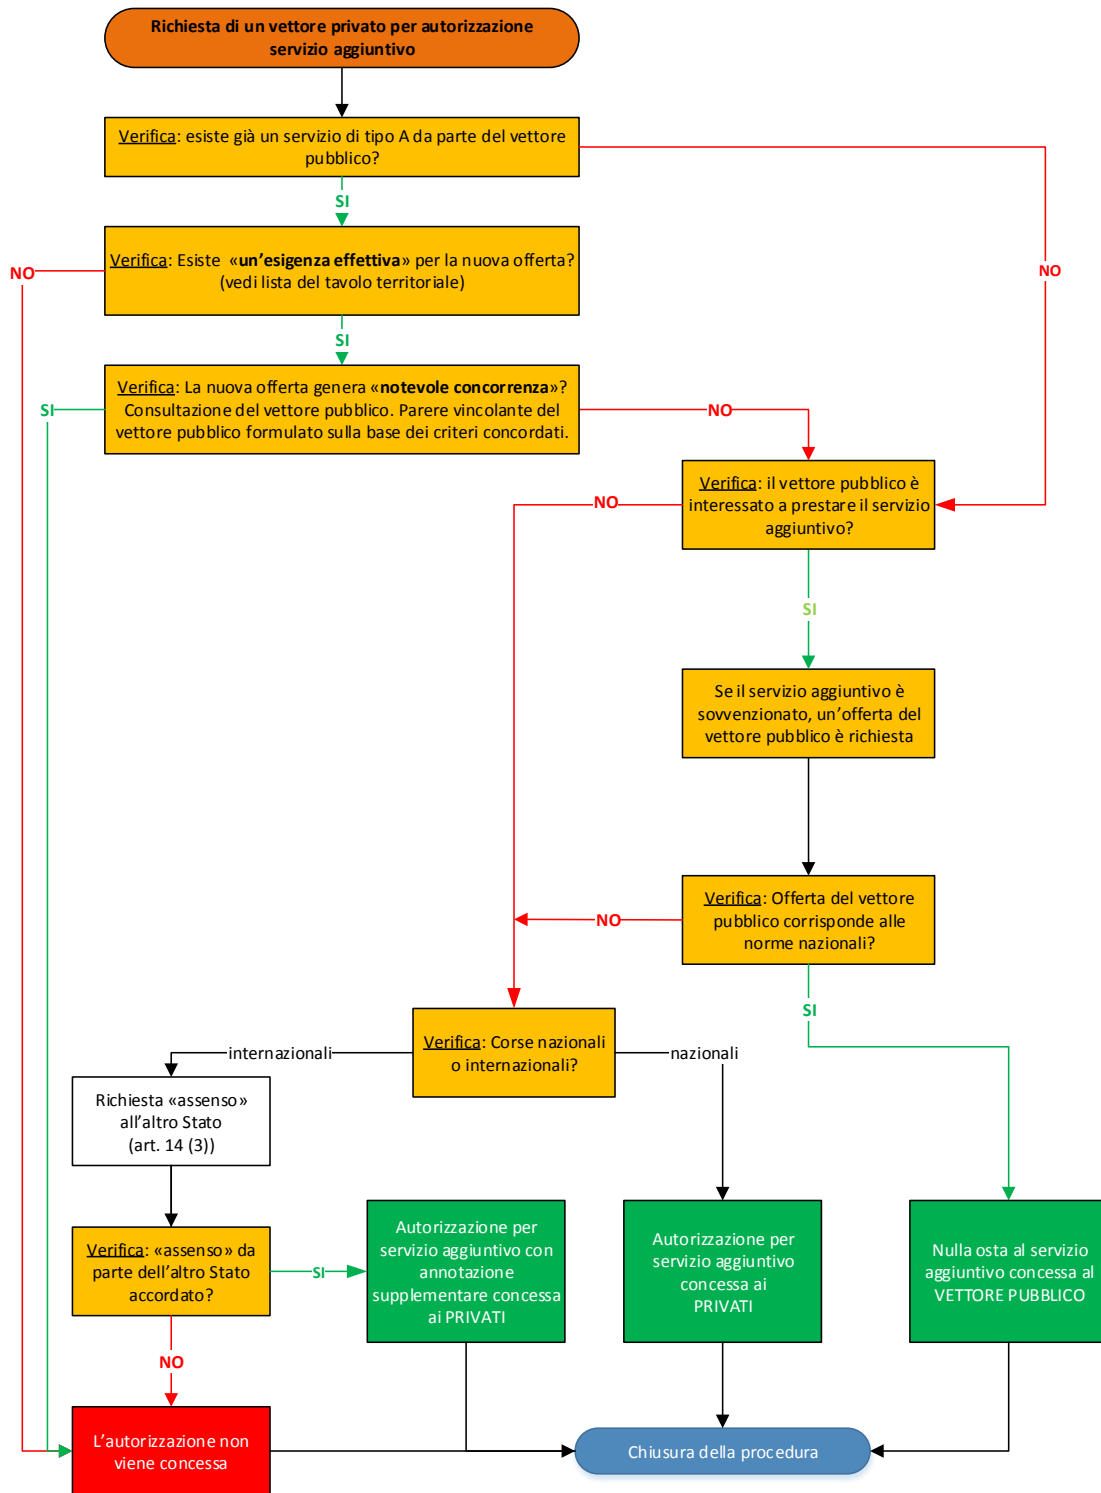 Richiesta di un vettore privato per autorizzazione
servizio aggiuntivo
Verifica: esiste già un servizio di tipo A da parte del vettore
pubblico?
SI
NO
Verifica: Esiste «un'esigenza effettiva» per la nuova offerta?
(vedi lista del tavolo territoriale)
NO
SI
Verifica: La nuova offerta genera «notevole concorrenza»?
Consultazione del vettore pubblico. Parere vincolante del
vettore pubblico formulato sulla base dei criteri concordati.
SI
NO
Verifica: il vettore pubblico è
interessato a prestare il servizio
aggiuntivo?
NO
SI
Se il servizio aggiuntivo è
sovvenzionato, un'offerta del
vettore pubblico è richiesta
Verifica: Offerta del vettore
pubblico corrisponde alle
norme nazionali?
NO
SI
Verifica: Corse nazionali
o internazionali?
internazionali
nazionali
Richiesta «assenso»
all'altro Stato
(art. 14 (3))
Verifica: «assenso» da
parte dell'altro Stato
accordato?
SI
NO
Autorizzazione per
servizio aggiuntivo con
annotazione
supplementare concessa
ai PRIVATI
Autorizzazione per
servizio aggiuntivo
concessa ai
PRIVATI
Nulla osta al servizio
aggiuntivo concessa al
VETTORE PUBBLICO
L'autorizzazione non
viene concessa
Chiusura della procedura